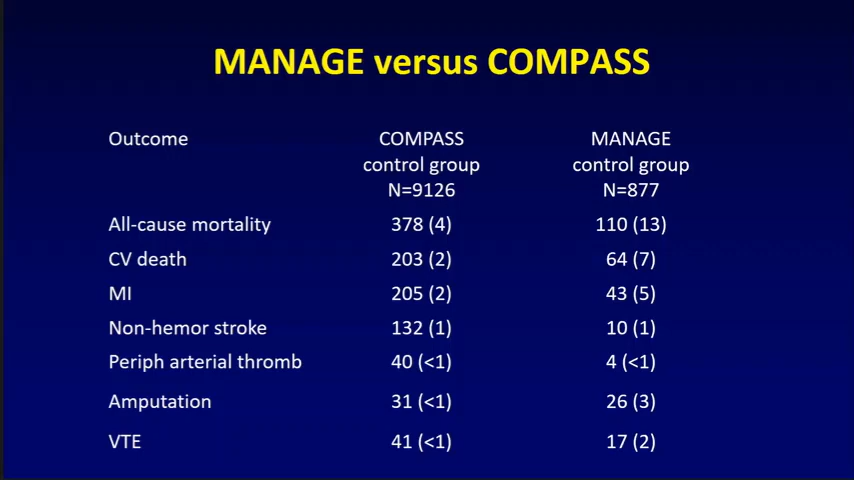 MANAGE versus COMPASS
Outcome COMPASS control group N=9126 MANAGE control group N=877
All-cause mortality 378 (4) 110 (13)
CV death 203 (2) 64 (7)
MI 205 (2) 43 (5)
Non-hemor stroke 132 (1) 10 (1)
Periph arterial thromb 40 (<1) 4 (<1)
Amputation 31 (<1) 26 (3)
VTE 41 (<1) 17 (2)